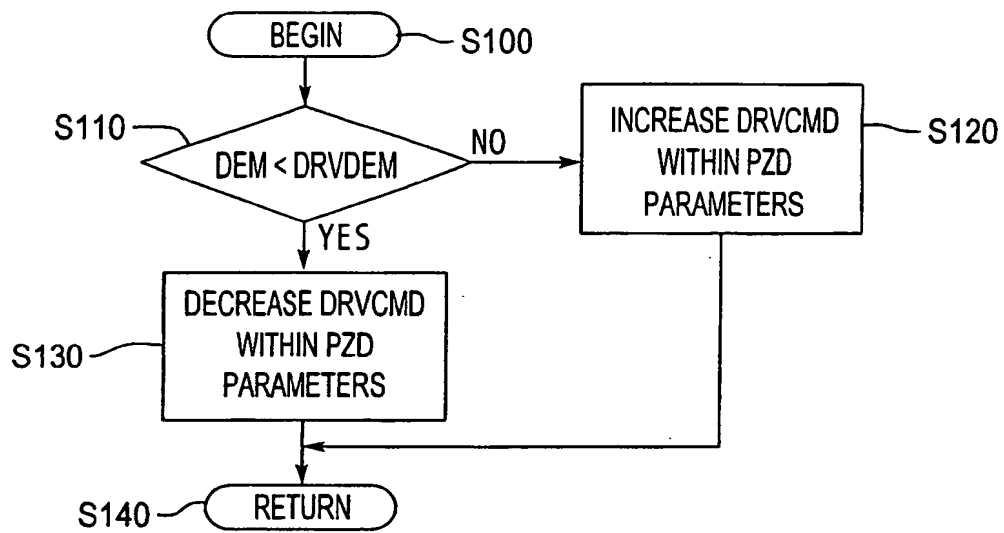 BEGIN
S100
S110
DEM < DRVDEM
NO
INCREASE DRVCMD
WITHIN PZD
PARAMETERS
S120
YES
DECREASE DRVCMD
WITHIN PZD
PARAMETERS
S130
RETURN
S140